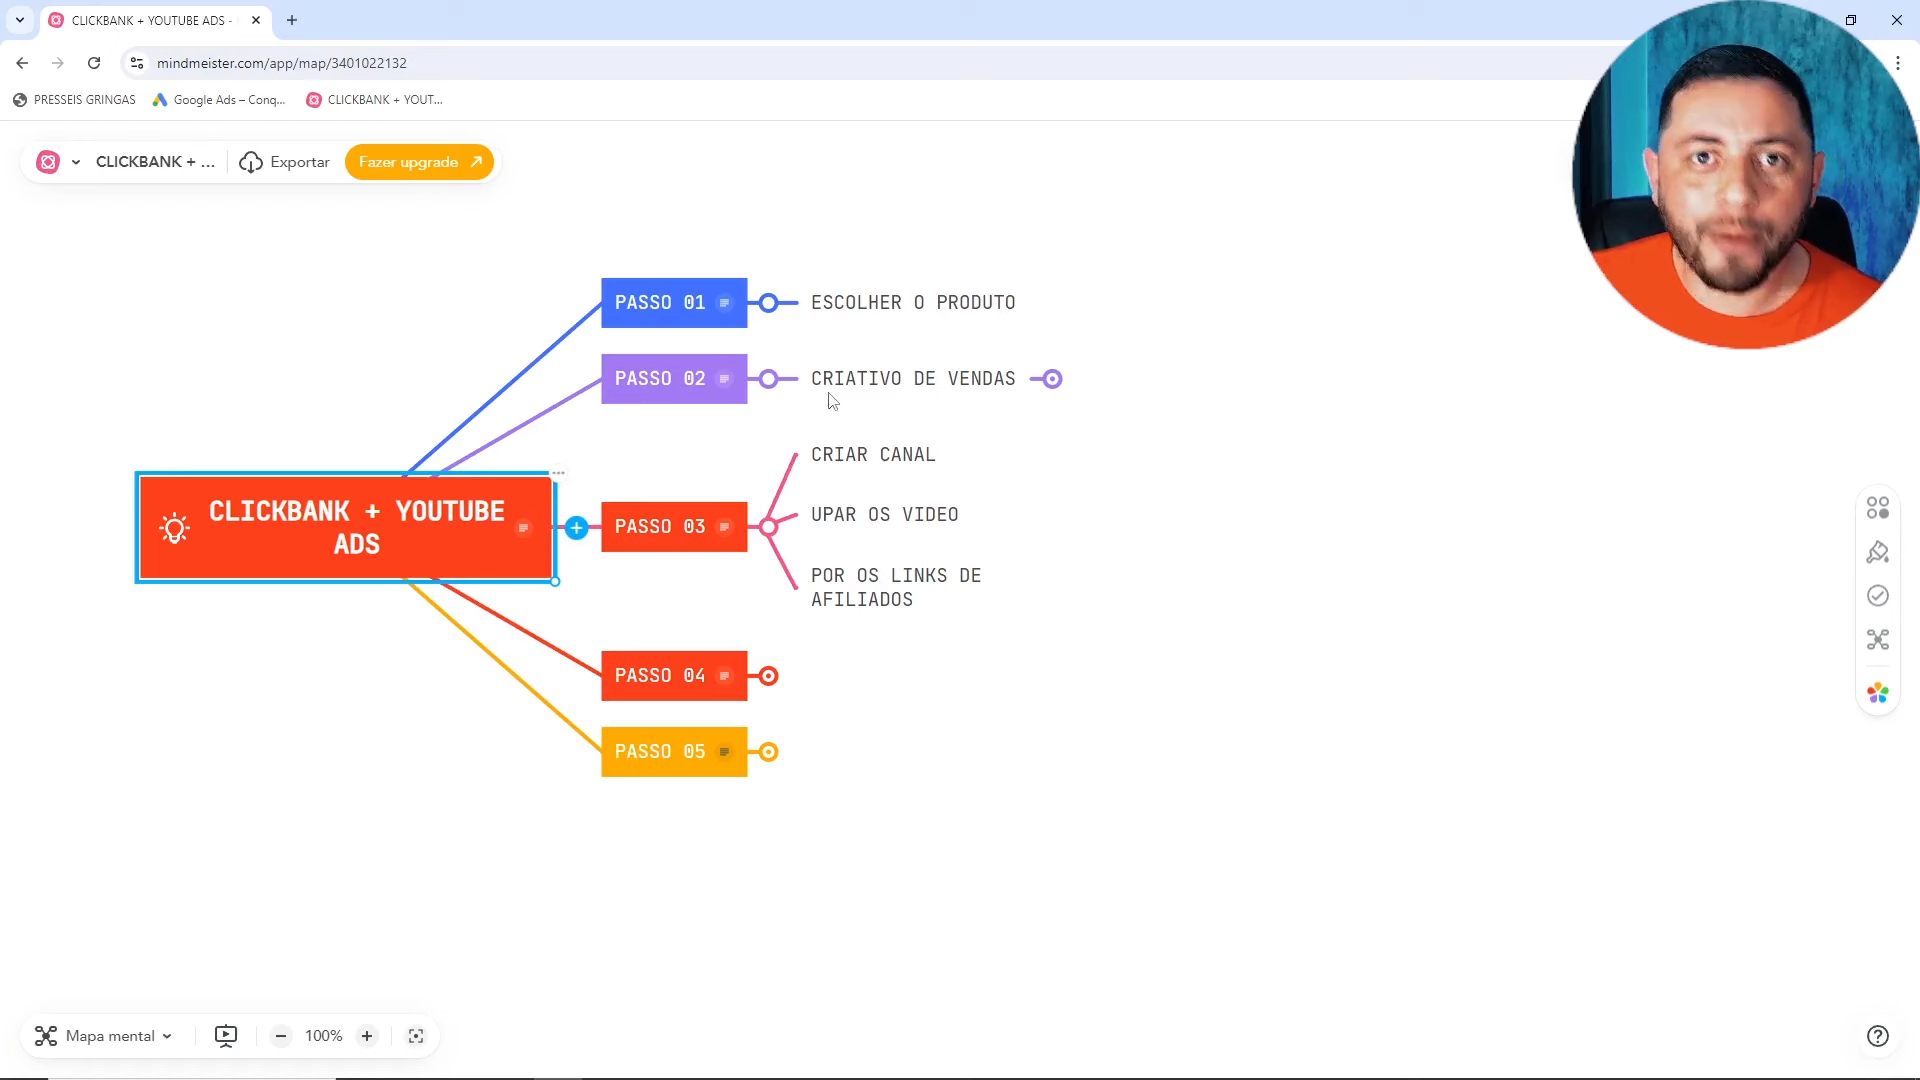 CLICKBANK + YOUTUBE ADS -
mindmeister.com/app/map/3401022132
PRESSEIS GRINGAS
Google Ads – Conq...
CLICKBANK + YOUT...
CLICKBANK + ...
Exportar
Fazer upgrade
PASSO 01
ESCOLHER O PRODUTO
PASSO 02
CRIATIVO DE VENDAS
CRIAR CANAL
CLICKBANK + YOUTUBE
ADS
PASSO 03
UPAR OS VIDEO
POR OS LINKS DE
AFILIADOS
PASSO 04
PASSO 05
Mapa mental
100%